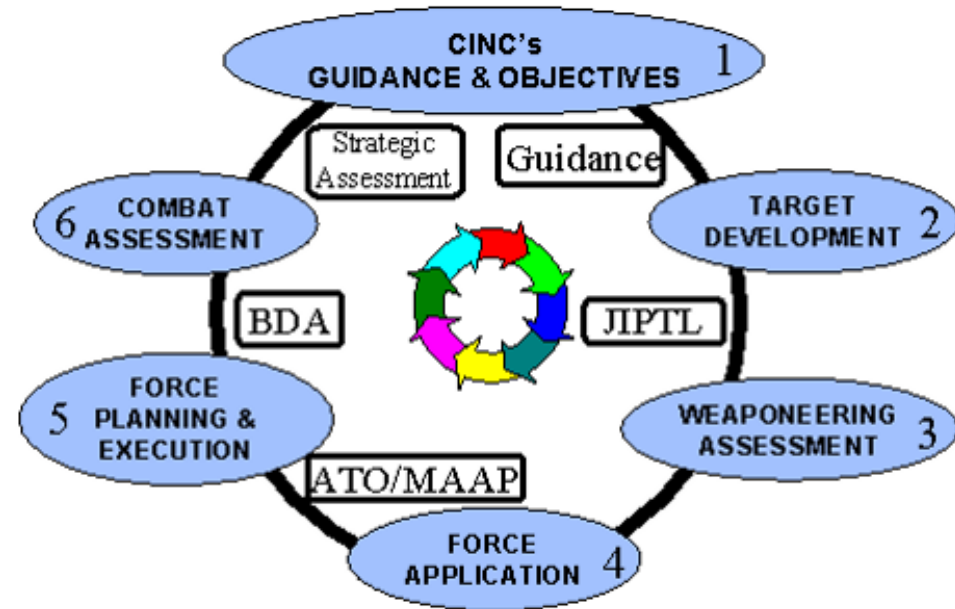 CINC's
GUIDANCE & OBJECTIVES 1
Strategic
Assessment
Guidance
6 COMBAT
ASSESSMENT
TARGET
DEVELOPMENT 2
BDA
JIPTL
5 FORCE
PLANNING &
EXECUTION
WEAPONEERING
ASSESSMENT 3
ATO/MAAP
FORCE
APPLICATION 4